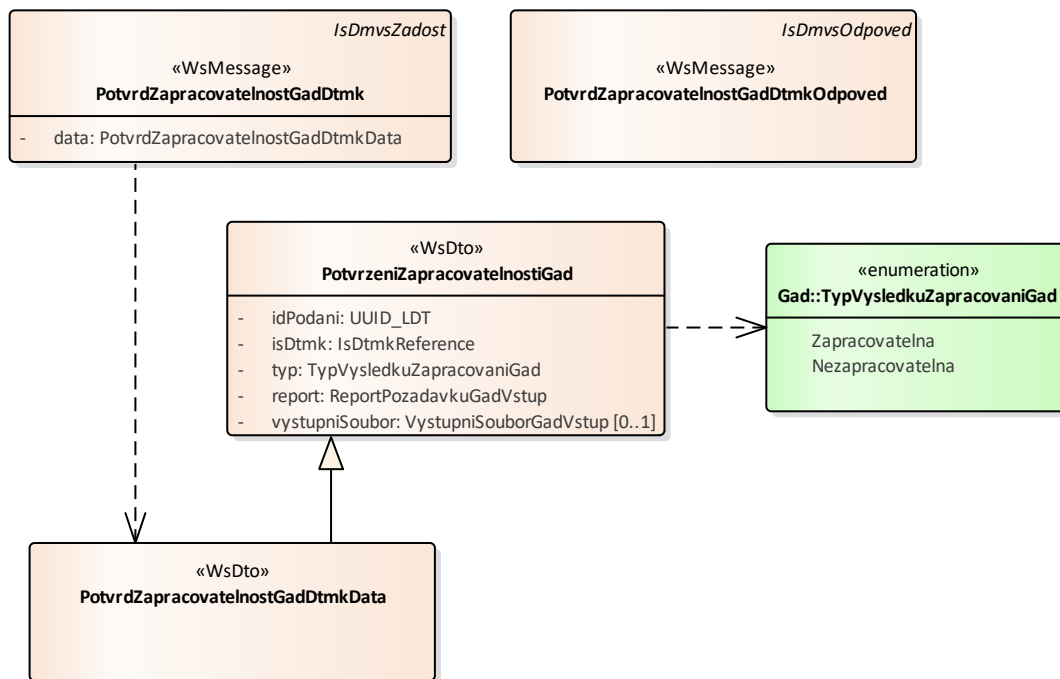 IsDmvsZadost
«WsMessage»
PotvrdZapracovatelnostGadDtmk
- data: PotvrdZapracovatelnostGadDtmkData
IsDmvsOdpoved
«WsMessage»
PotvrdZapracovatelnostGadDtmkOdpoved
«WsDto»
PotvrzeniZapracovatelnostiGad
- idPodani: UUID_LDT
- isDtmk: IsDtmkReference
- typ: TypVysledkuZapracovaniGad
- report: ReportPozadavkuGadVstup
- vystupniSoubor: VystupniSouborGadVstup [0..1]
«enumeration»
Gad::TypVysledkuZapracovaniGad
Zapracovatelna
Nezapracovatelna
«WsDto»
PotvrdZapracovatelnostGadDtmkData